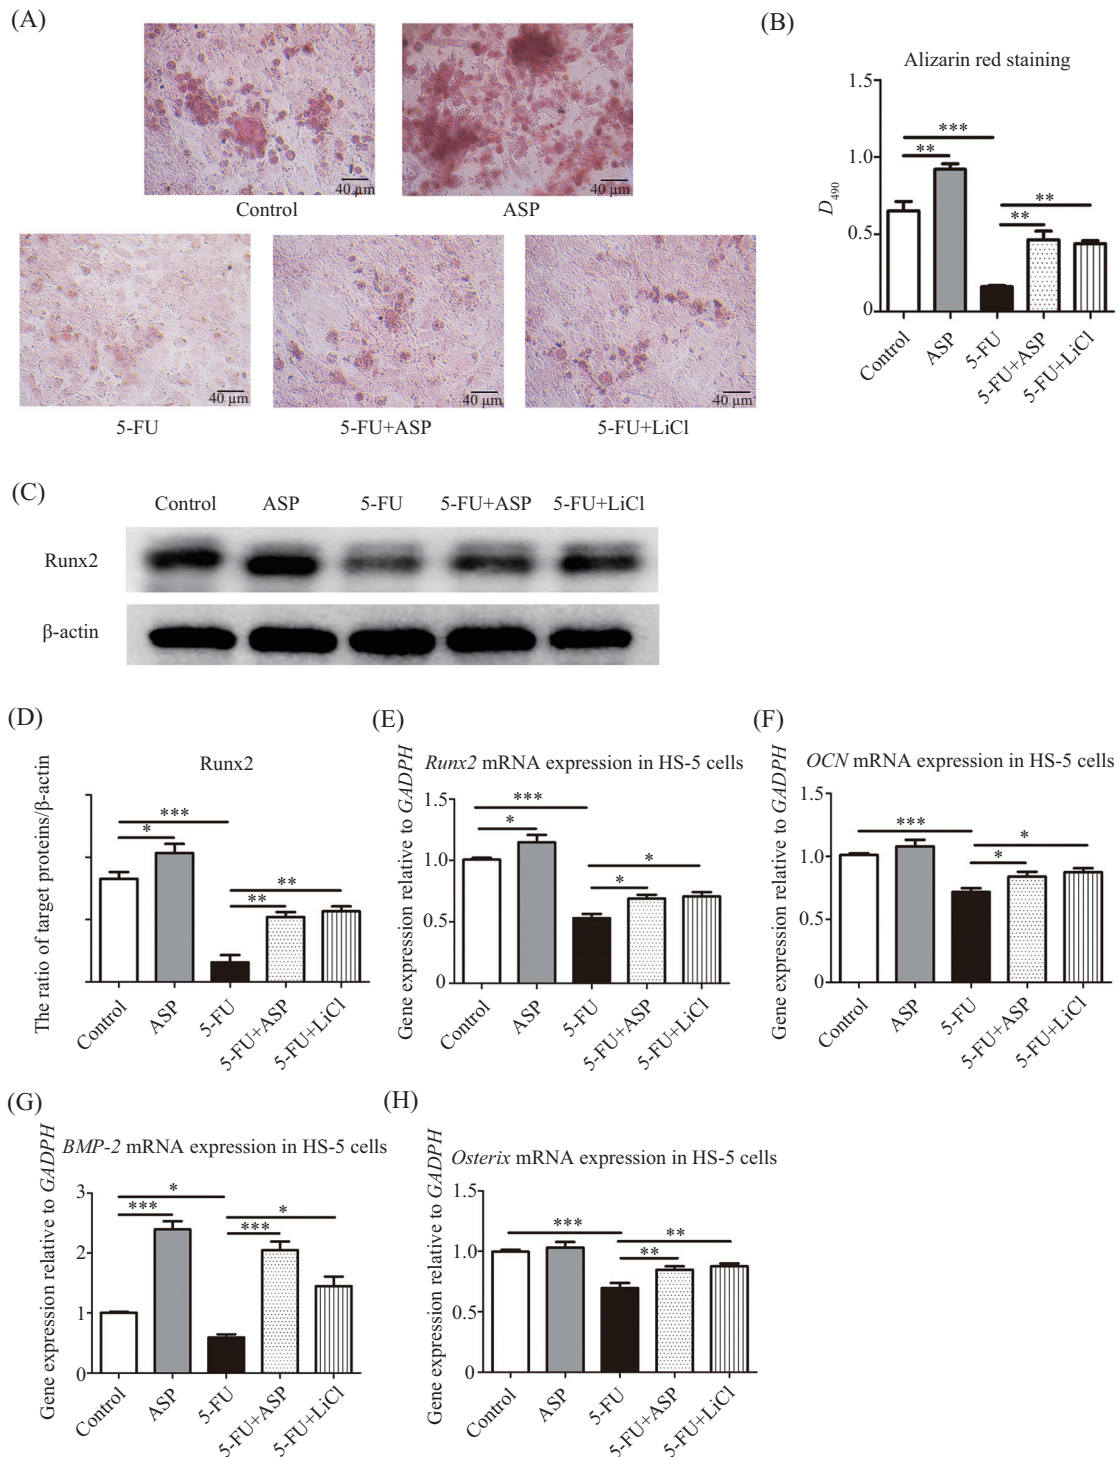 (A)
40 μm
Control
40 μm
ASP
40 μm
5-FU
40 μm
5-FU+ASP
40 μm
5-FU+LiCl
(B)
Alizarin red staining
D490
1.5
1.0
0.5
0
***
**
**
**
Control
ASP
5-FU
5-FU+ASP
5-FU+LiCl
(C)
Control ASP 5-FU 5-FU+ASP 5-FU+LiCl
Runx2
β-actin
(D)
Runx2
The ratio of target proteins/β-actin
***
*
**
**
Control
ASP
5-FU
5-FU+ASP
5-FU+LiCl
(E)
Runx2 mRNA expression in HS-5 cells
Gene expression relative to GADPH
1.5
1.0
0.5
0
***
*
*
*
Control
ASP
5-FU
5-FU+ASP
5-FU+LiCl
(F)
OCN mRNA expression in HS-5 cells
Gene expression relative to GADPH
1.5
1.0
0.5
0
***
*
*
Control
ASP
5-FU
5-FU+ASP
5-FU+LiCl
(G)
BMP-2 mRNA expression in HS-5 cells
Gene expression relative to GADPH
3
2
1
0
*
***
*
***
Control
ASP
5-FU
5-FU+ASP
5-FU+LiCl
(H)
Osterix mRNA expression in HS-5 cells
Gene expression relative to GADPH
1.5
1.0
0.5
0
***
**
**
Control
ASP
5-FU
5-FU+ASP
5-FU+LiCl